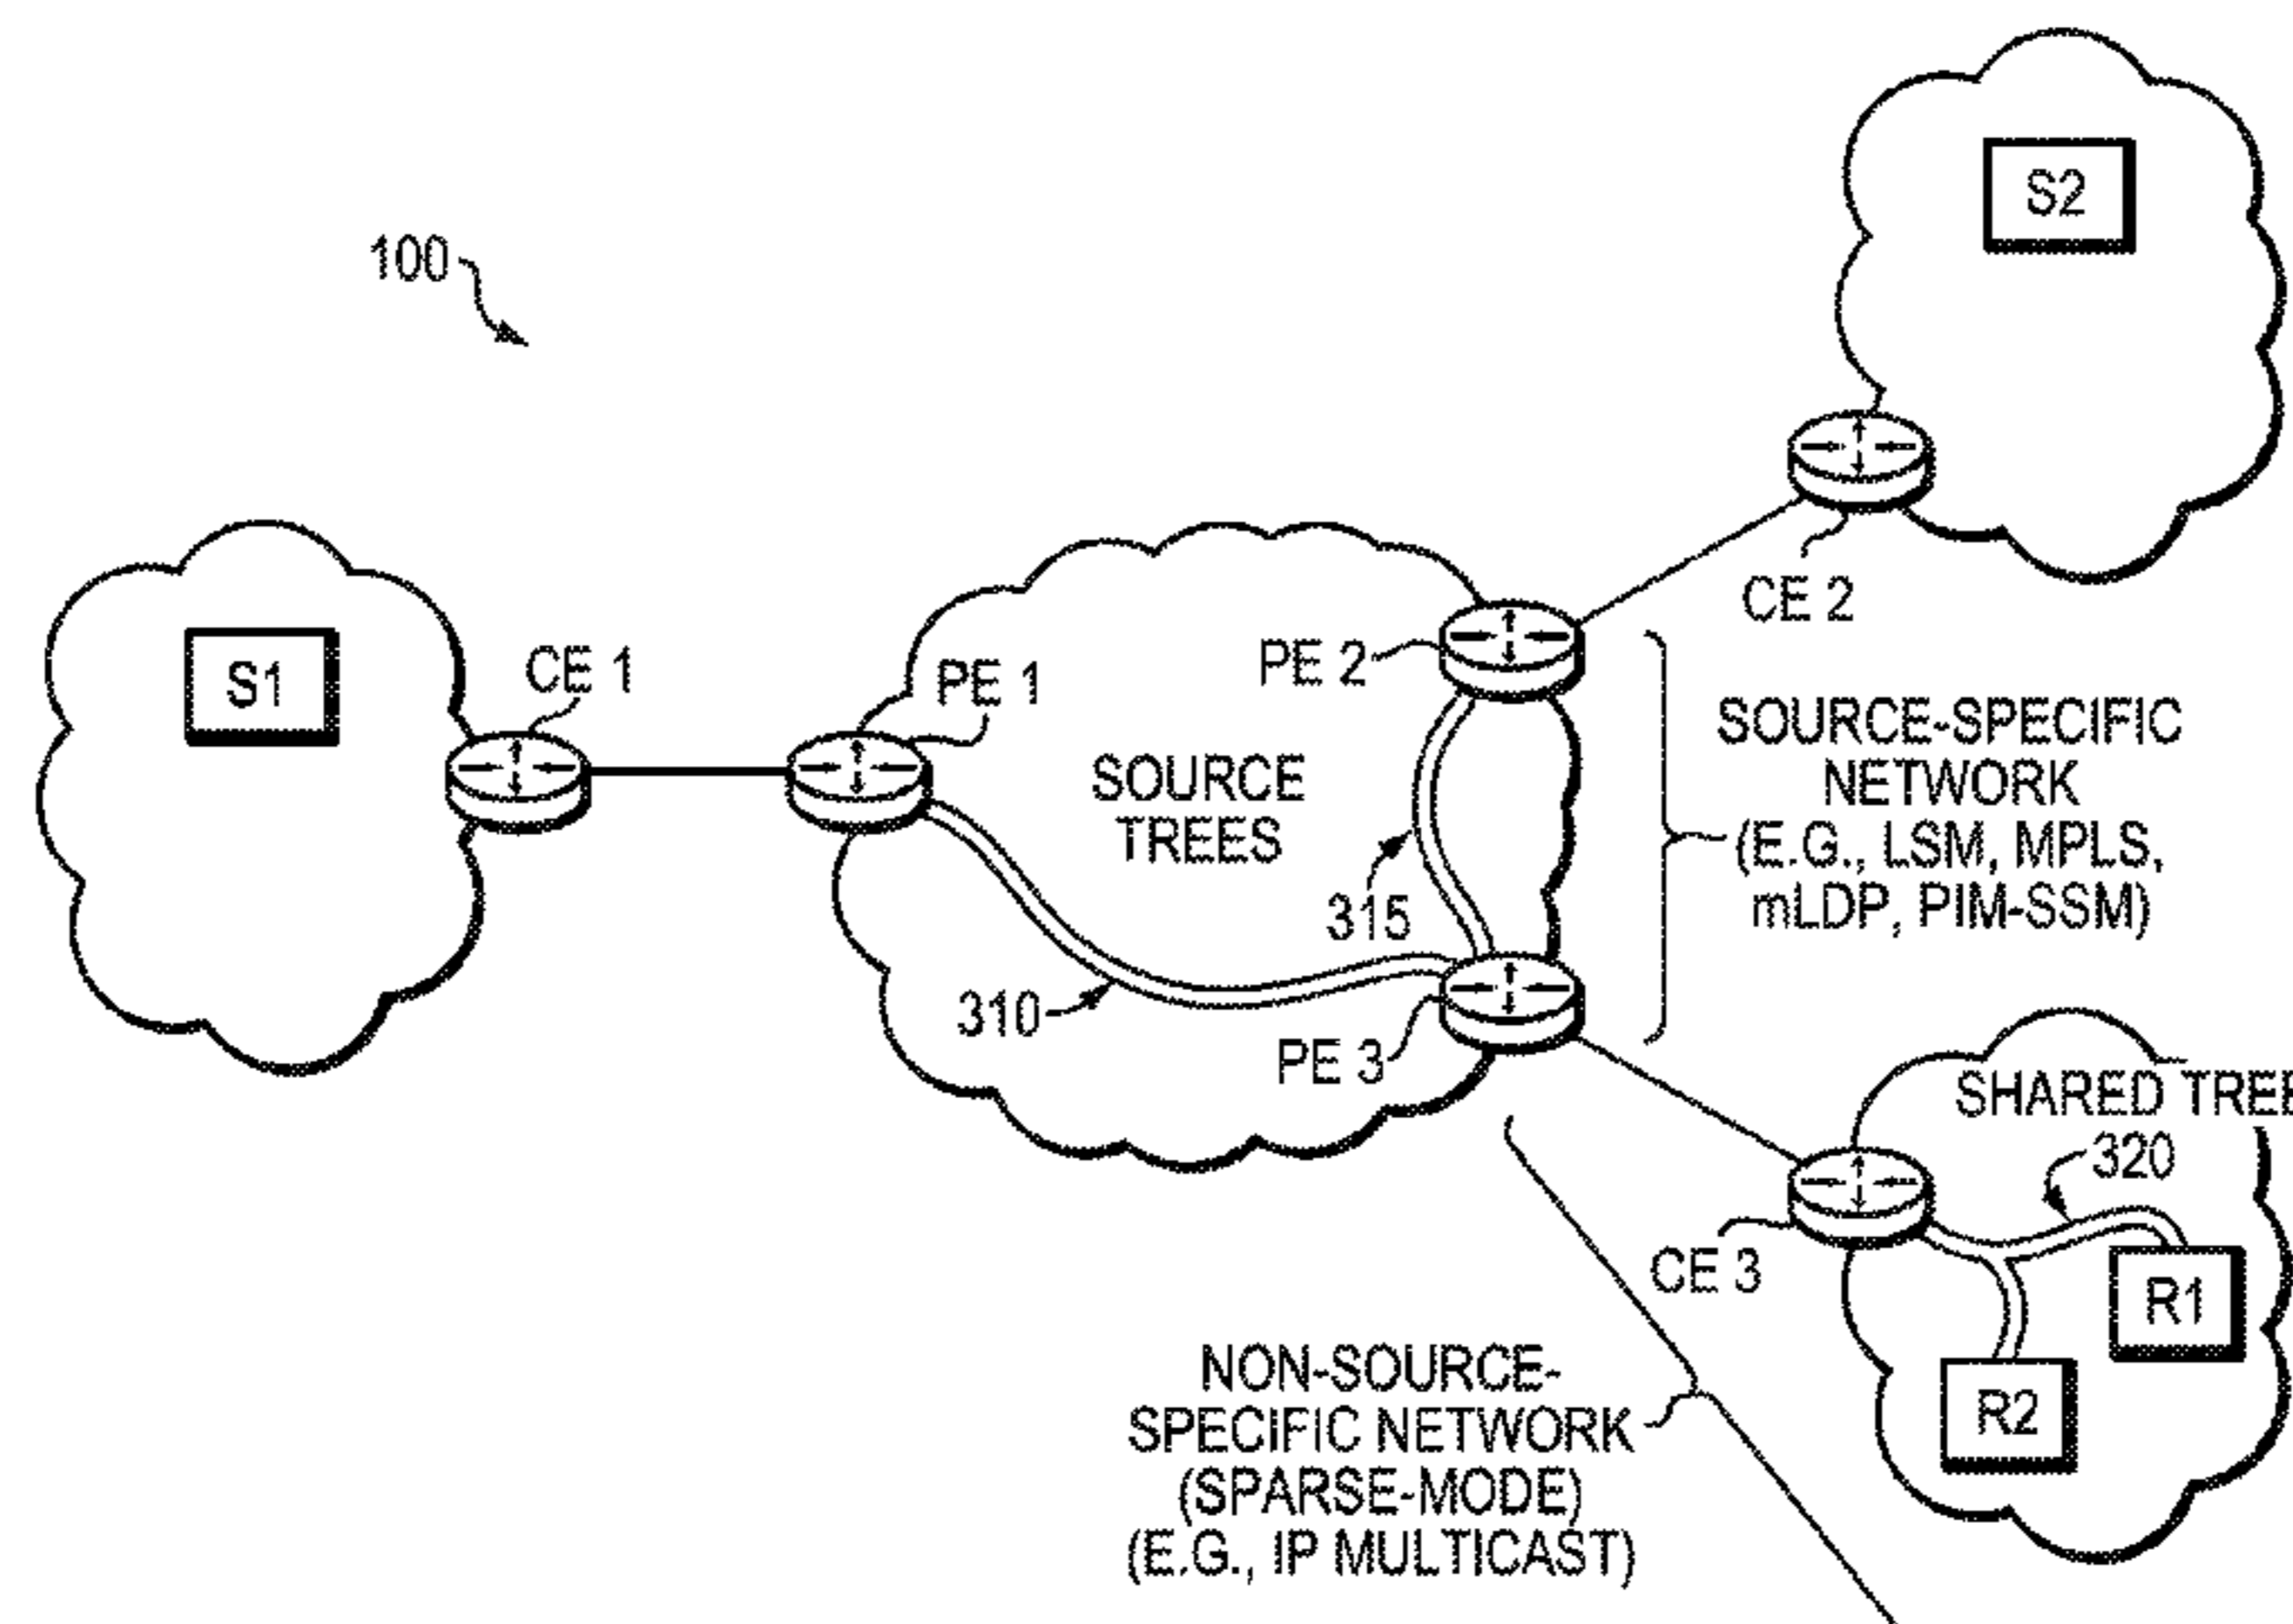 100
S2
CE 2
S1
CE 1
PE 1
PE 2
SOURCE
TREES
315
310
PE 3
SOURCE-SPECIFIC
NETWORK
(E.G., LSM, MPLS,
mLDP, PIM-SSM)
SHARED TREE
320
CE 3
R1
R2
NON-SOURCE-
SPECIFIC NETWORK
(SPARSE-MODE)
(E.G., IP MULTICAST)